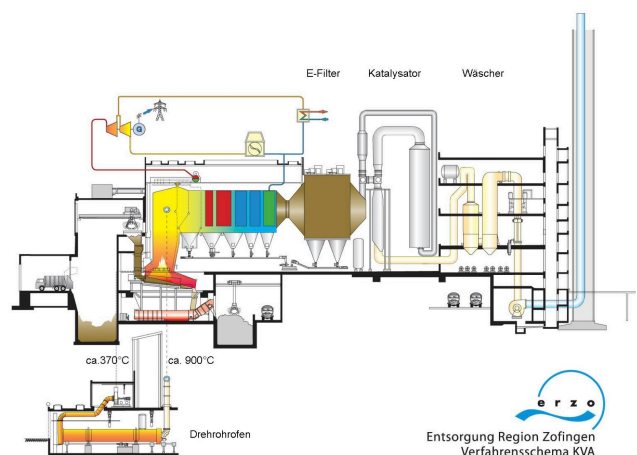 E-Filter
Katalysator
Wäscher
G
ca.370°C
ca. 900°C
Drehrohrofen
erzo
Entsorgung Region Zofingen
Verfahrensschema KVA